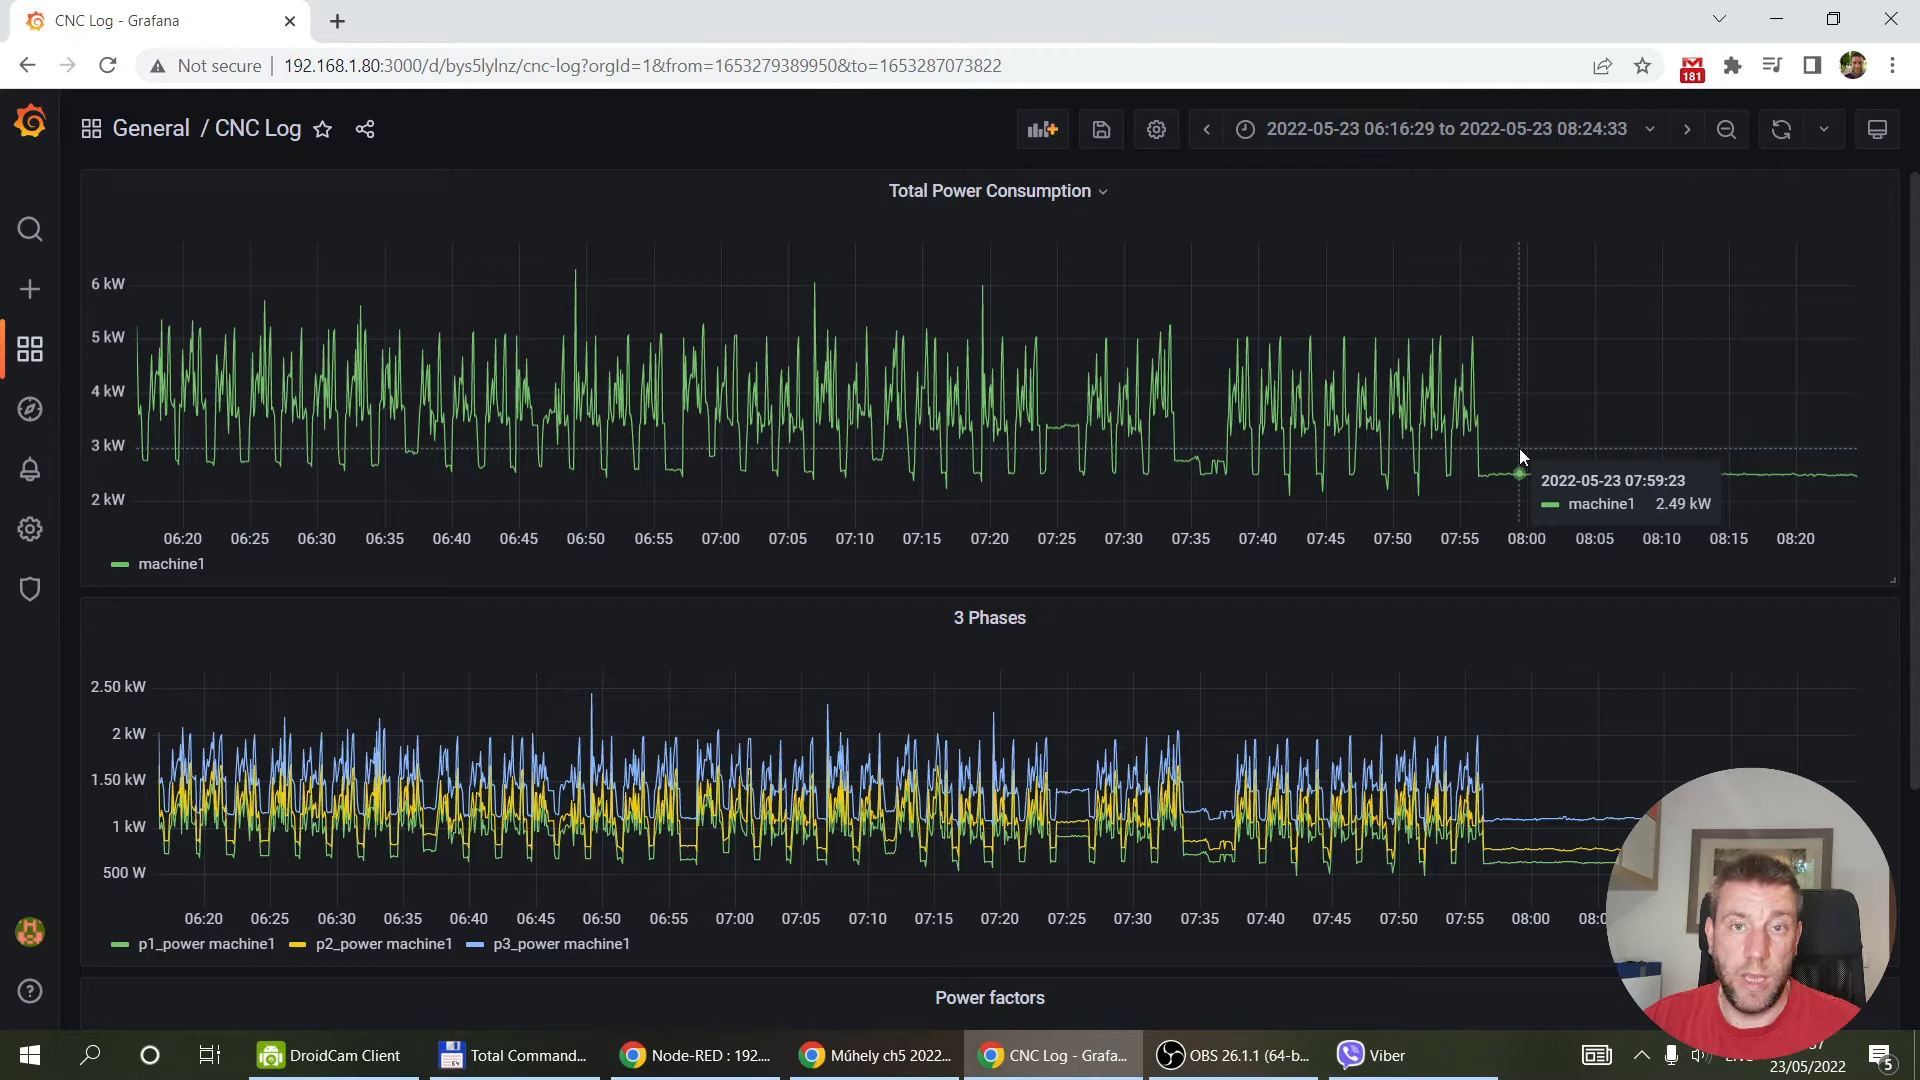 CNC Log - Grafana
Not secure
192.168.1.80:3000/d/bys5lylnz/cnc-log?orgId=1&from=1653279389950&to=1653287073822
181
General / CNC Log
2022-05-23 06:16:29 to 2022-05-23 08:24:33
Total Power Consumption
6 kW
5 kW
4 kW
3 kW
2 kW
2022-05-23 07:59:23
machine1 2.49 kW
06:20 06:25 06:30 06:35 06:40 06:45 06:50 06:55 07:00 07:05 07:10 07:15 07:20 07:25 07:30 07:35 07:40 07:45 07:50 07:55 08:00 08:05 08:10 08:15 08:20
machine1
3 Phases
2.50 kW
2 kW
1.50 kW
1 kW
500 W
06:20 06:25 06:30 06:35 06:40 06:45 06:50 06:55 07:00 07:05 07:10 07:15 07:20 07:25 07:30 07:35 07:40 07:45 07:50 07:55 08:00
p1_power machine1 p2_power machine1 p3_power machine1
Power factors
DroidCam Client
64
Total Command...
Node-RED : 192....
Műhely ch5 2022...
CNC Log - Grafa...
OBS 26.1.1 (64-b...
Viber
23/05/2022
5